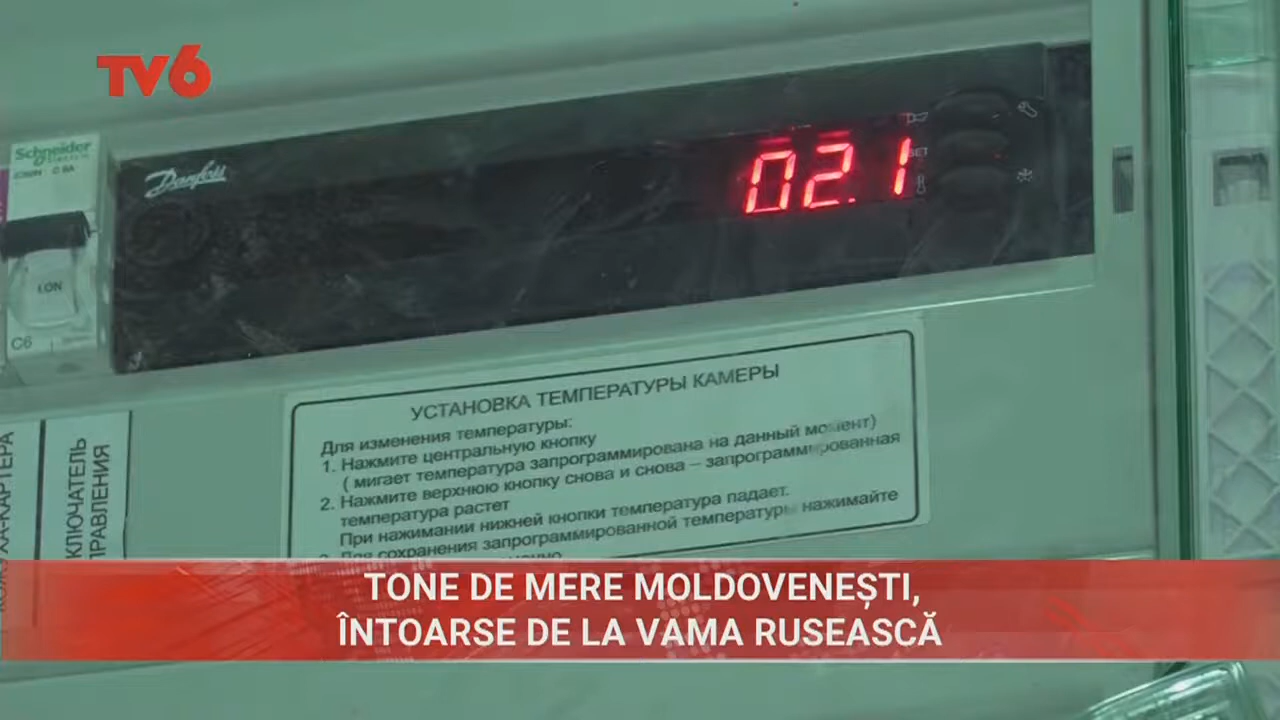 TV6
Schneider
Danfoss
02.1
SET
I.ON
C6
УСТАНОВКА ТЕМПЕРАТУРЫ КАМЕРЫ
Для изменения температуры:
1. Нажмите центральную кнопку
( мигает температура запрограммирована на данный момент)
2. Нажмите верхнюю кнопку снова и снова – запрограммированная
температура растет
При нажимании нижней кнопки температура падает.
Для сохранения запрограммированной температуры нажимайте
TONE DE MERE MOLDOVENEȘTI,
ÎNTOARSE DE LA VAMA RUSEASCĂ